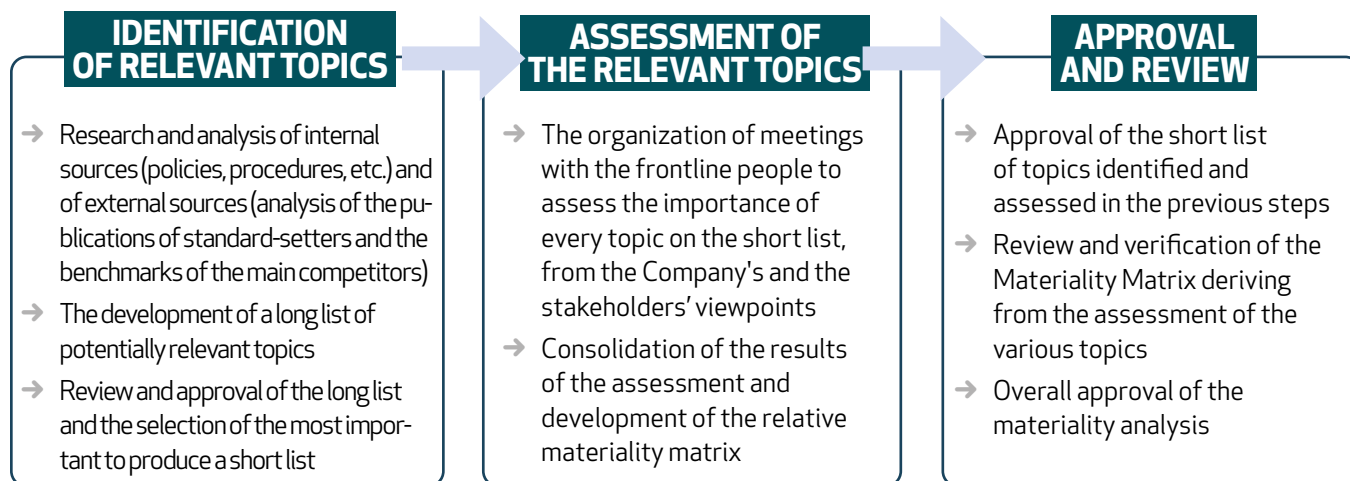 IDENTIFICATION
OF RELEVANT TOPICS
→ Research and analysis of internal
sources (policies, procedures, etc.) and
of external sources (analysis of the pu-
blications of standard-setters and the
benchmarks of the main competitors)
→ The development of a long list of
potentially relevant topics
→ Review and approval of the long list
and the selection of the most impor-
tant to produce a short list
ASSESSMENT OF
THE RELEVANT TOPICS
→ The organization of meetings
with the frontline people to
assess the importance of
every topic on the short list,
from the Company's and the
stakeholders’ viewpoints
→ Consolidation of the results
of the assessment and
development of the relative
materiality matrix
APPROVAL
AND REVIEW
→ Approval of the short list
of topics identified and
assessed in the previous steps
→ Review and verification of the
Materiality Matrix deriving
from the assessment of the
various topics
→ Overall approval of the
materiality analysis